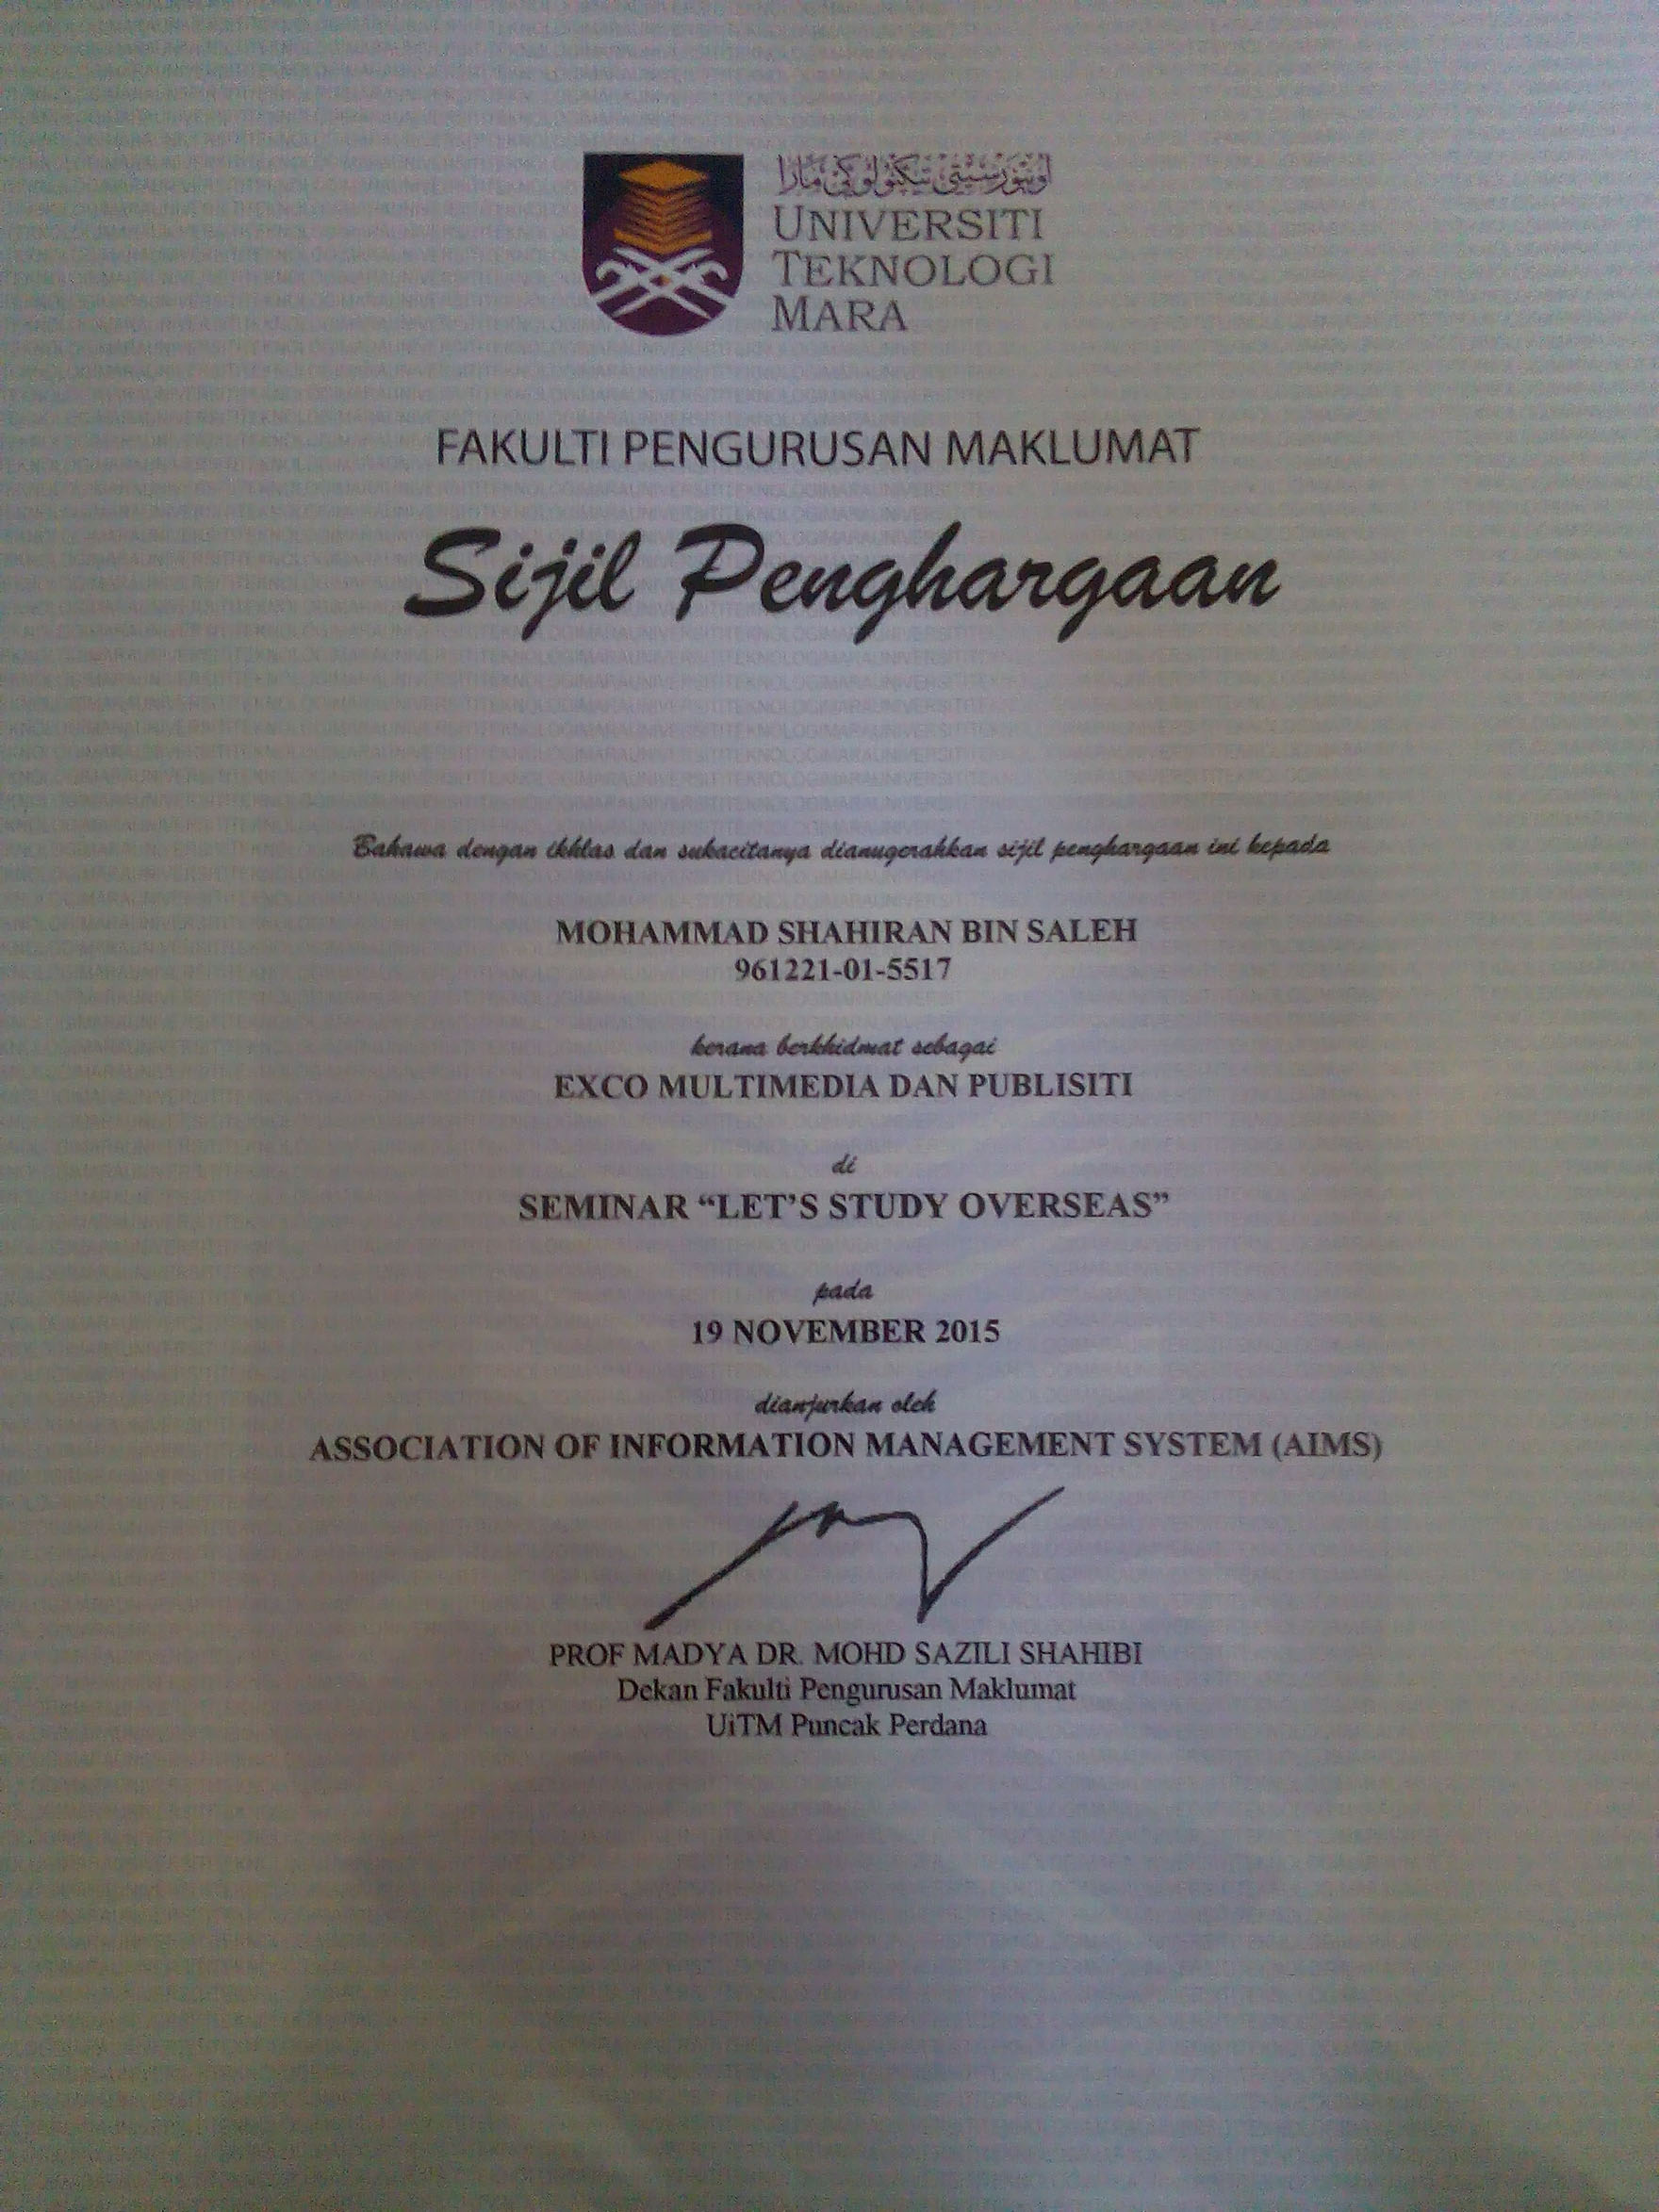 اونيۏرسيتي تيكنولوݢي مارا
UNIVERSITI
TEKNOLOGI
MARA
FAKULTI PENGURUSAN MAKLUMAT
Sijil Penghargaan
Bahawa dengan ikhlas dan sukacitanya dianugerahkan sijil penghargaan ini kepada
MOHAMMAD SHAHIRAN BIN SALEH
961221-01-5517
kerana berkhidmat sebagai
EXCO MULTIMEDIA DAN PUBLISITI
di
SEMINAR “LET’S STUDY OVERSEAS”
pada
19 NOVEMBER 2015
dianjurkan oleh
ASSOCIATION OF INFORMATION MANAGEMENT SYSTEM (AIMS)
PROF MADYA DR. MOHD SAZILI SHAHIBI
Dekan Fakulti Pengurusan Maklumat
UiTM Puncak Perdana